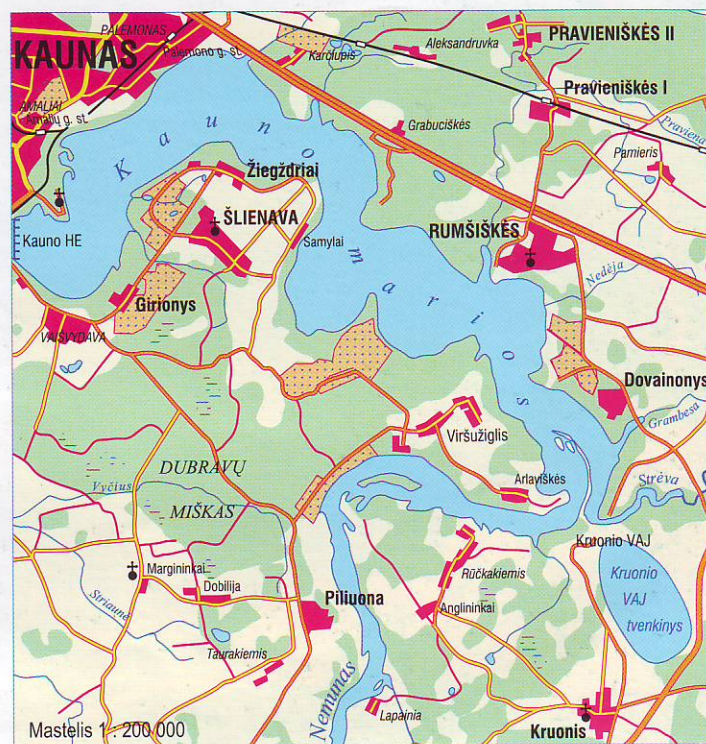 PALEMONAS
KAUNAS
Palemono g. st.
Karčiupis
Aleksandruvka
PRAVIENIŠKĖS II
Pravieniškės I
AMALIAI
Amalių g. st.
Grabuciškės
Praviena
Pamieris
Kauno marios
Žiegždriai
ŠLIENAVA
Samylai
RUMŠIŠKĖS
Kauno HE
Nedėja
Girionys
VAIŠVYDAVA
Dovainonys
Grambesa
Viršužiglis
DUBRAVŲ
MIŠKAS
Vyčius
Arlaviškės
Strėva
Kruonio VAJ
Margininkai
Dobilija
Rūčkakiemis
Kruonio
VAJ
tvenkinys
Striaunė
Piliuona
Anglininkai
Taurakiemis
Nemunas
Lapainia
Kruonis
Mastelis 1 : 200 000